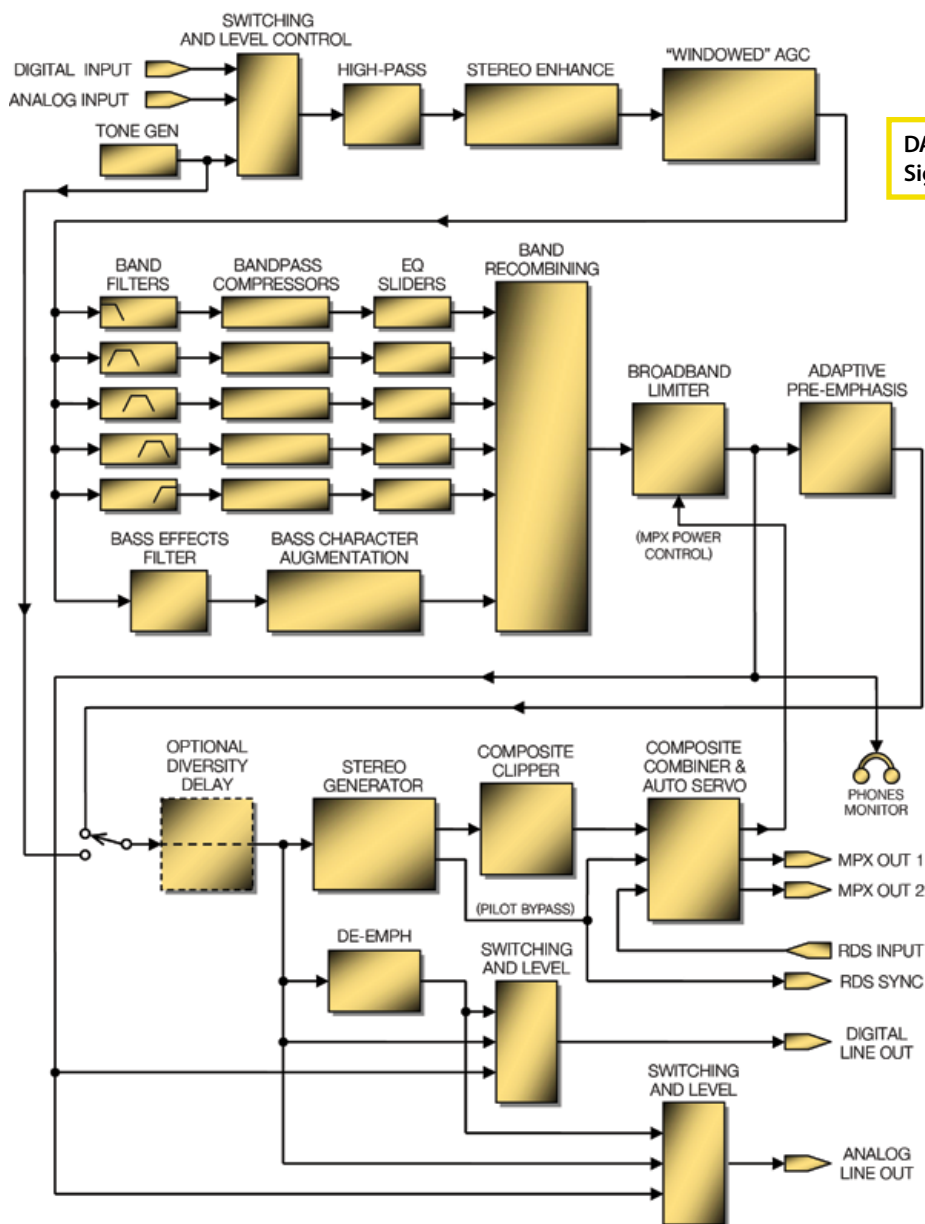 SWITCHING
AND LEVEL CONTROL
DIGITAL INPUT
ANALOG INPUT
TONE GEN
HIGH-PASS
STEREO ENHANCE
“WINDOWED” AGC
DA
Sig
BAND
FILTERS
BANDPASS
COMPRESSORS
EQ
SLIDERS
BAND
RECOMBINING
BROADBAND
LIMITER
ADAPTIVE
PRE-EMPHASIS
(MPX POWER
CONTROL)
BASS EFFECTS
FILTER
BASS CHARACTER
AUGMENTATION
OPTIONAL
DIVERSITY
DELAY
STEREO
GENERATOR
COMPOSITE
CLIPPER
COMPOSITE
COMBINER &
AUTO SERVO
PHONES
MONITOR
MPX OUT 1
MPX OUT 2
(PILOT BYPASS)
RDS INPUT
RDS SYNC
DE-EMPH
SWITCHING
AND LEVEL
DIGITAL
LINE OUT
SWITCHING
AND LEVEL
ANALOG
LINE OUT